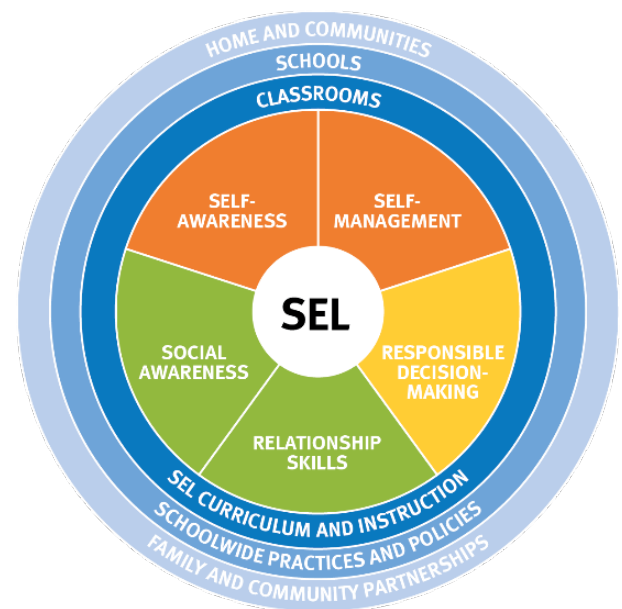 HOME AND COMMUNITIES
SCHOOLS
CLASSROOMS
SELF-
AWARENESS
SELF-
MANAGEMENT
SEL
SOCIAL
AWARENESS
RESPONSIBLE
DECISION-
MAKING
RELATIONSHIP
SKILLS
SEL CURRICULUM AND INSTRUCTION
SCHOOLWIDE PRACTICES AND POLICIES
FAMILY AND COMMUNITY PARTNERSHIPS